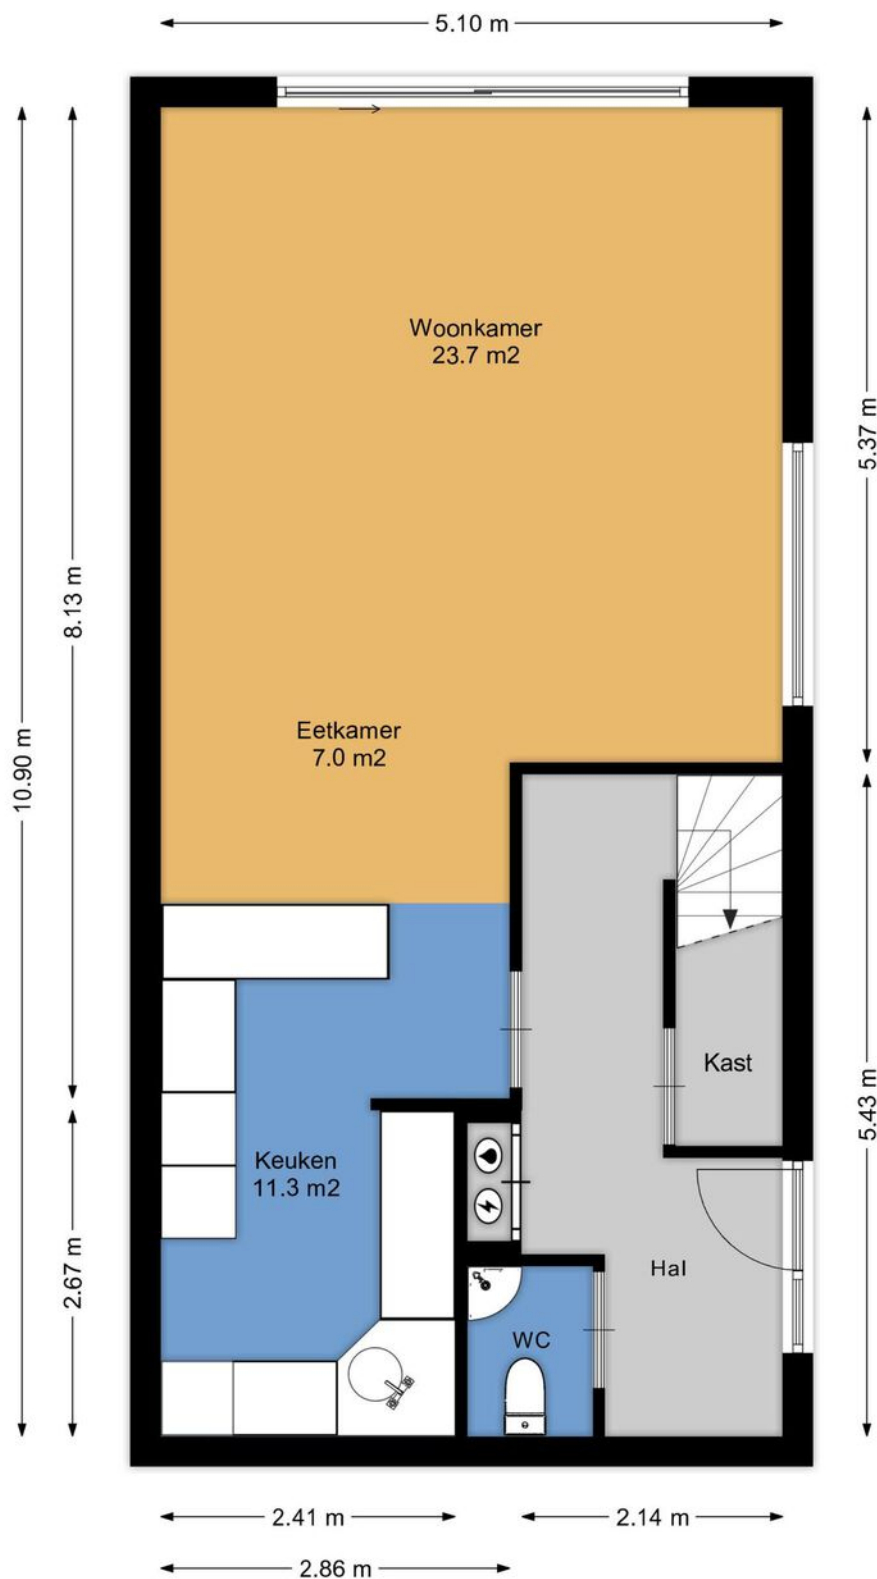 5.10 m
Woonkamer
23.7 m2
5.37 m
8.13 m
10.90 m
Eetkamer
7.0 m2
Kast
5.43 m
Keuken
11.3 m2
2.67 m
Hal
WC
2.41 m
2.14 m
2.86 m